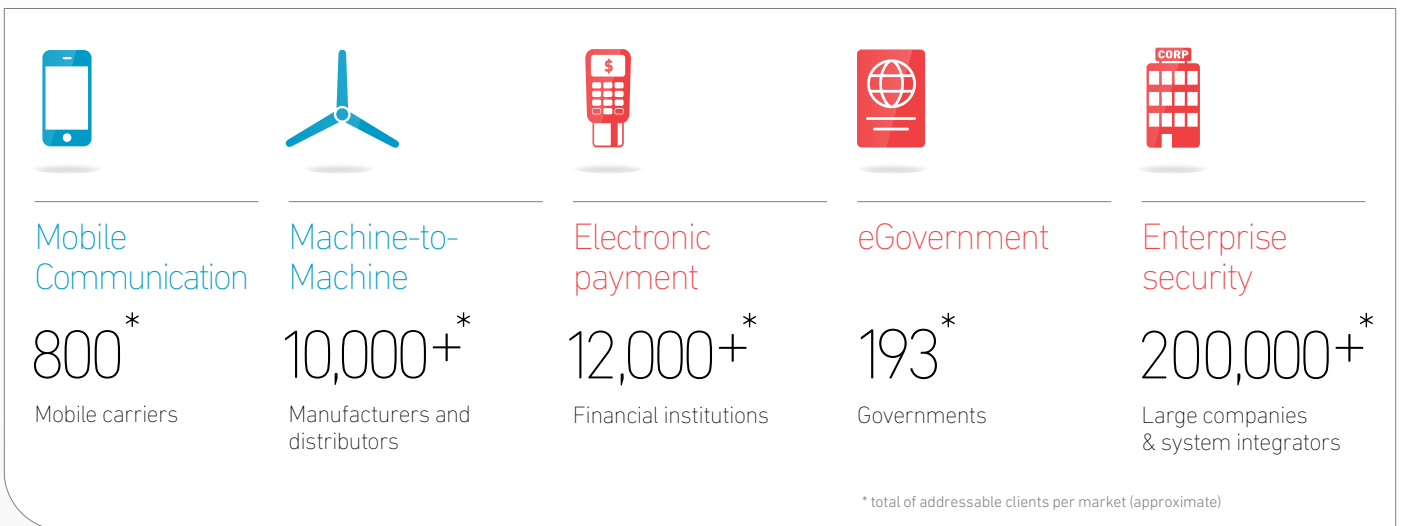 $
CORP
Mobile
Communication
800*
Mobile carriers
Machine-to-
Machine
10,000+*
Manufacturers and
distributors
Electronic
payment
12,000+*
Financial institutions
eGovernment
193*
Governments
Enterprise
security
200,000+*
Large companies
& system integrators
* total of addressable clients per market (approximate)